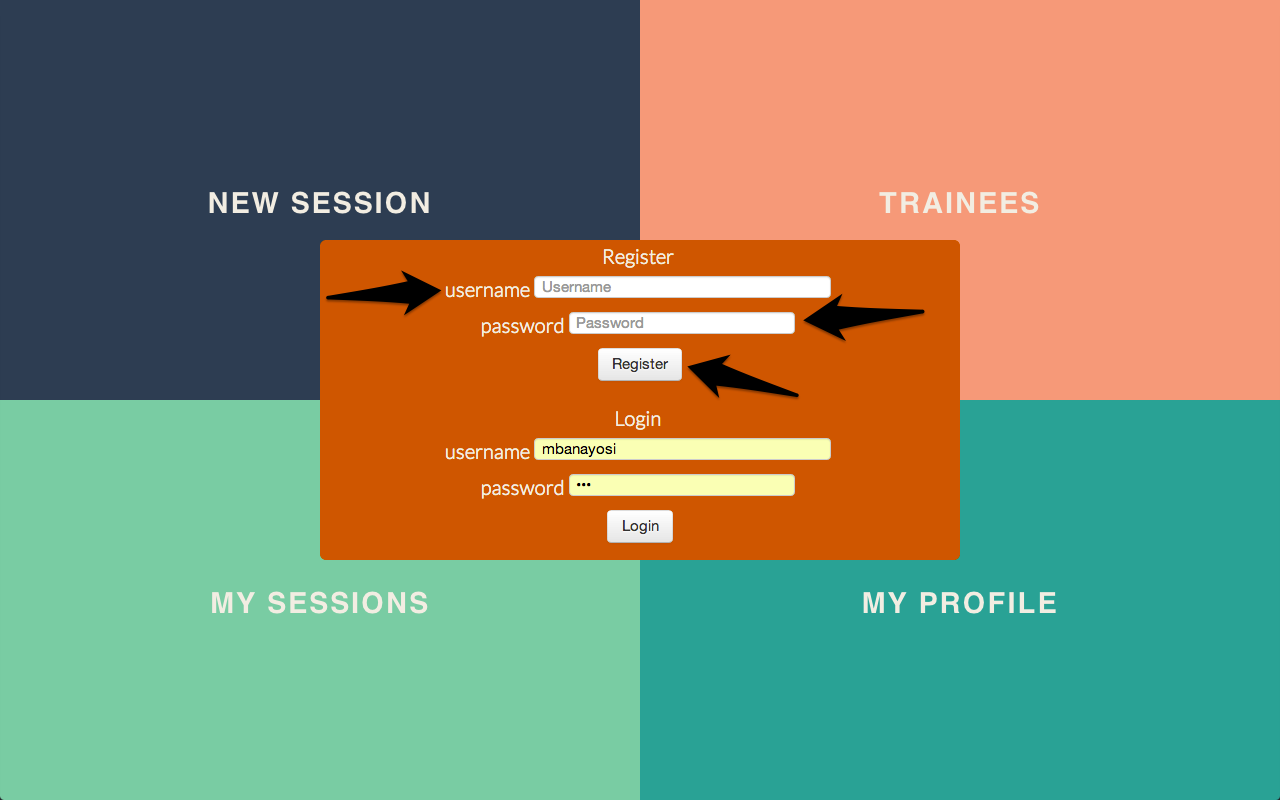 NEW SESSION
TRAINEES
Register
username Username
password Password
Register
Login
username mbanayosi
password •••
Login
MY SESSIONS
MY PROFILE